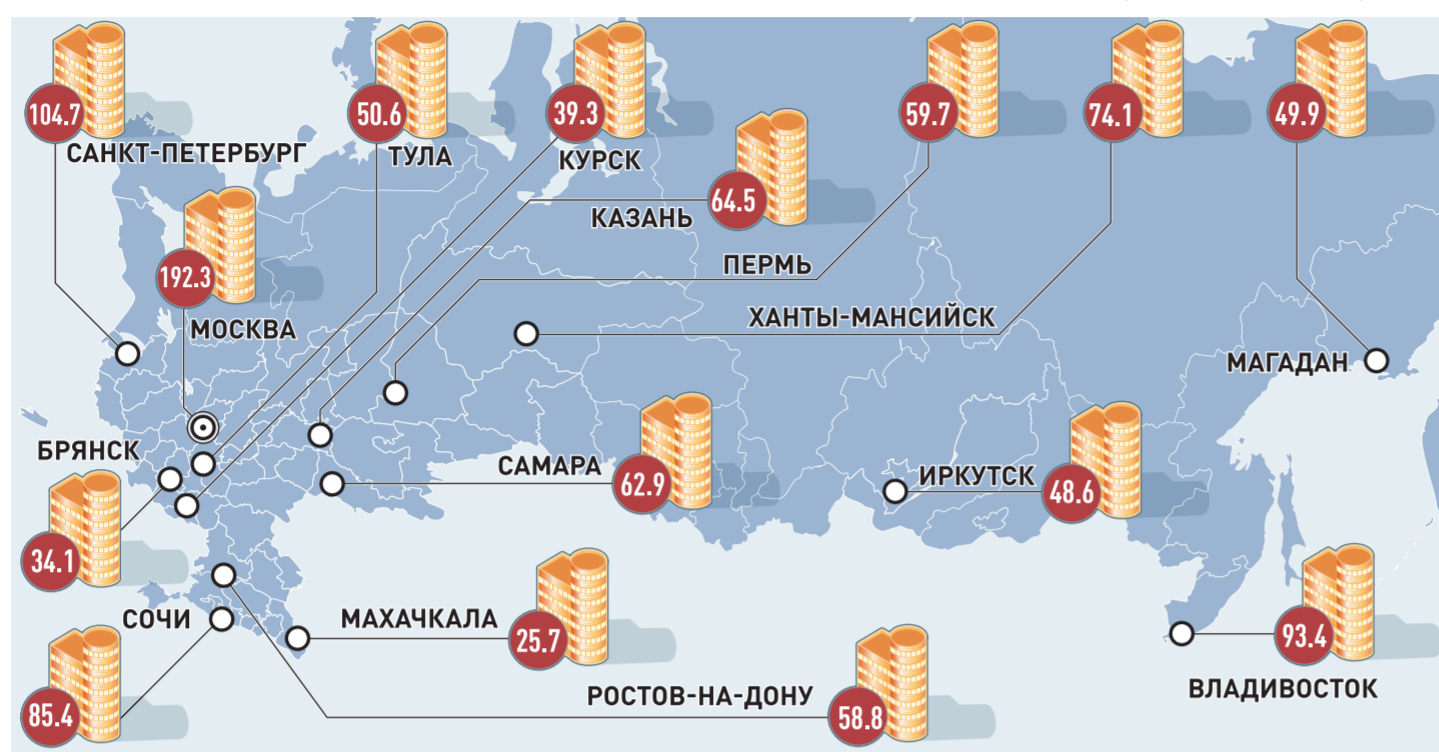 104.7
САНКТ-ПЕТЕРБУРГ
50.6
ТУЛА
39.3
КУРСК
59.7
ПЕРМЬ
74.1
ХАНТЫ-МАНСИЙСК
49.9
МАГАДАН
64.5
КАЗАНЬ
192.3
МОСКВА
БРЯНСК
34.1
САМАРА
62.9
ИРКУТСК
48.6
СОЧИ
85.4
МАХАЧКАЛА
25.7
РОСТОВ-НА-ДОНУ
58.8
93.4
ВЛАДИВОСТОК